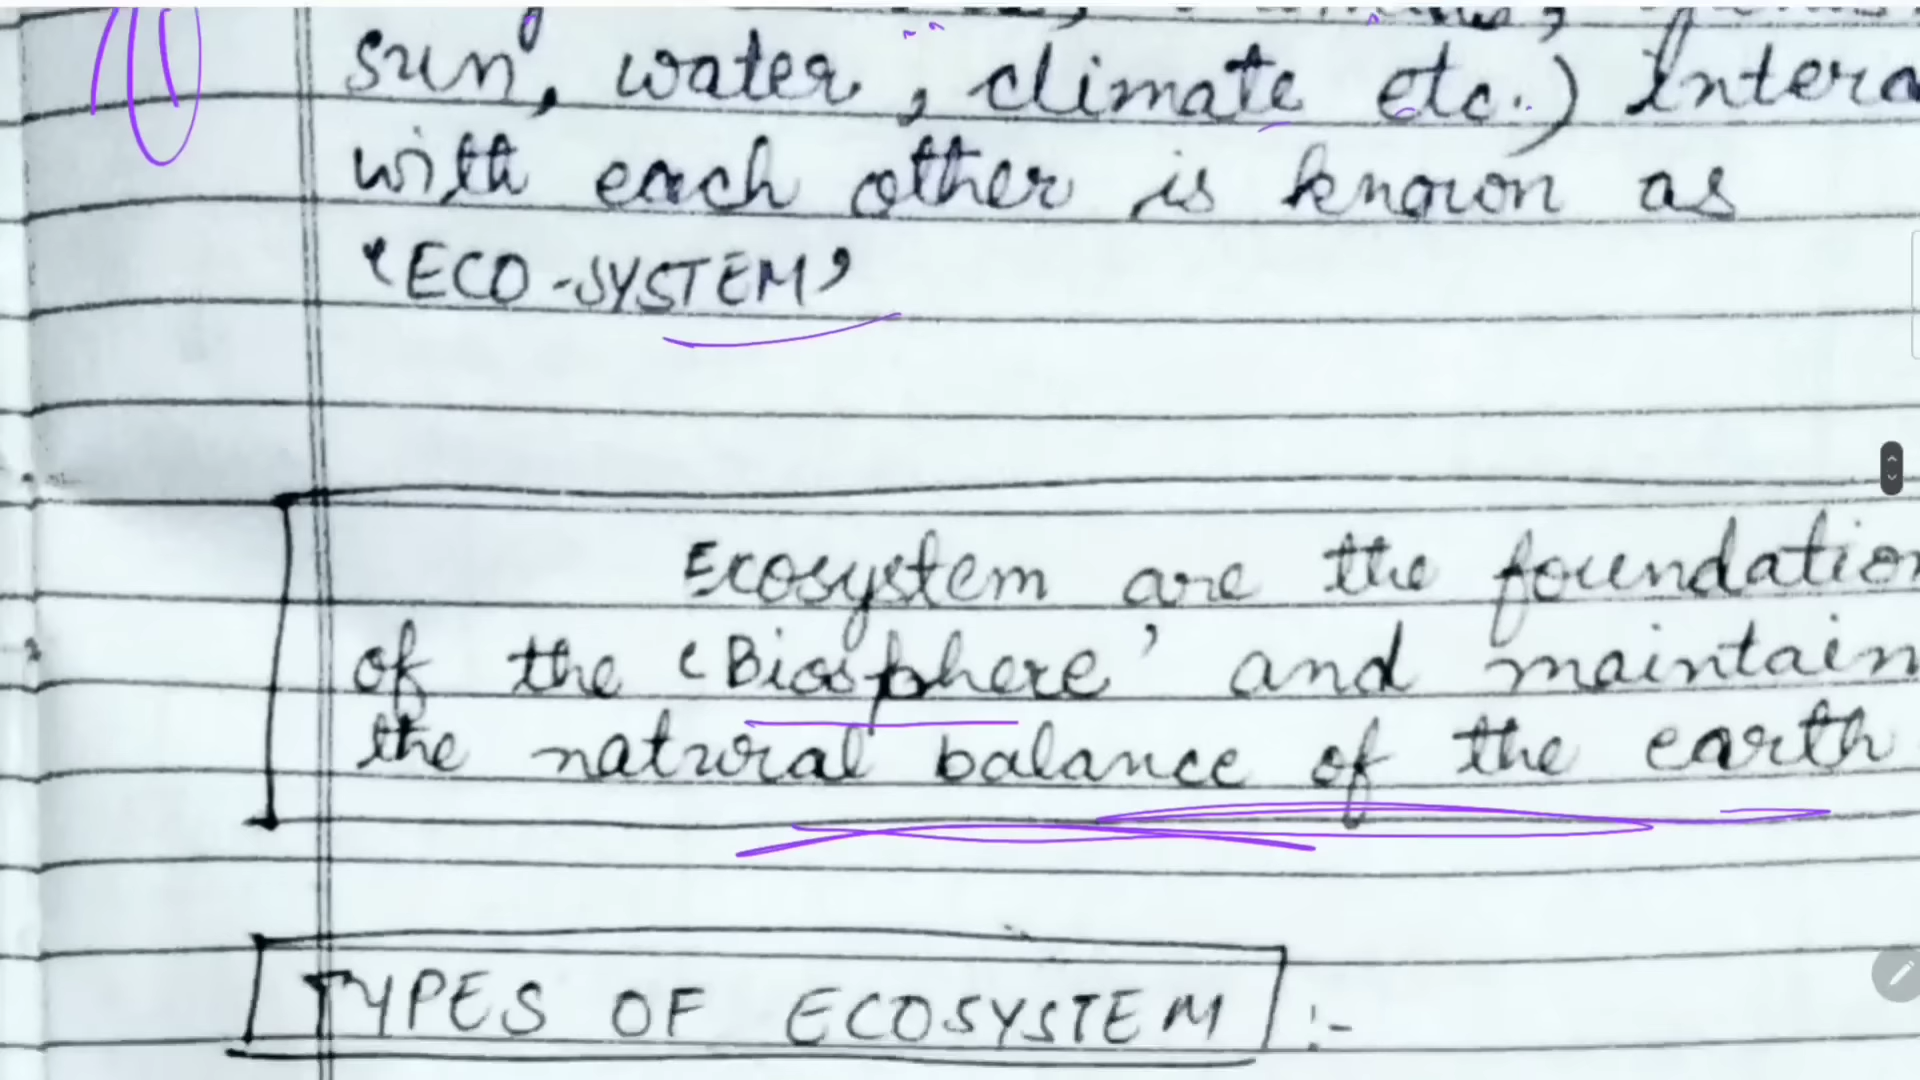 sun, water, climate etc.) Intera
with each other is known as
'ECO-SYSTEM'
Ecosystem are the foundation
of the 'Biosphere' and maintain
the natural balance of the earth
TYPES OF ECOSYSTEM :-